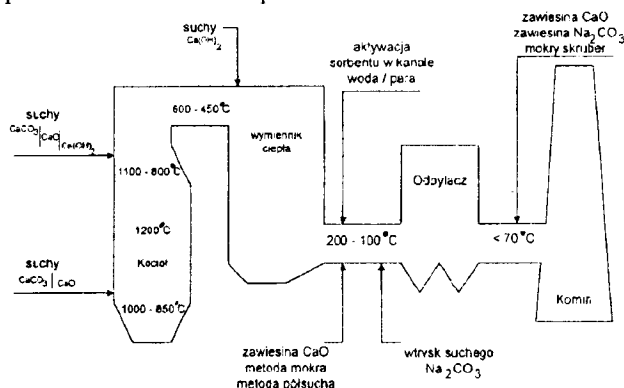 suchy
Ca(OH)2
aktywacja
sorbentu w kanale
woda / para
zawiesina CaO
zawiesina Na2CO3
mokry skruber
suchy
CaCO3 | CaO | Ca(OH)2
600 - 450°C
wymiennik
ciepła
1100 - 800°C
Odpylacz
1200°C
200 - 100°C
< 70°C
suchy
CaCO3 | CaO
Kocioł
1000 - 850°C
Komin
zawiesina CaO
metoda mokra
metoda półsucha
wtrysk suchego
Na2CO3